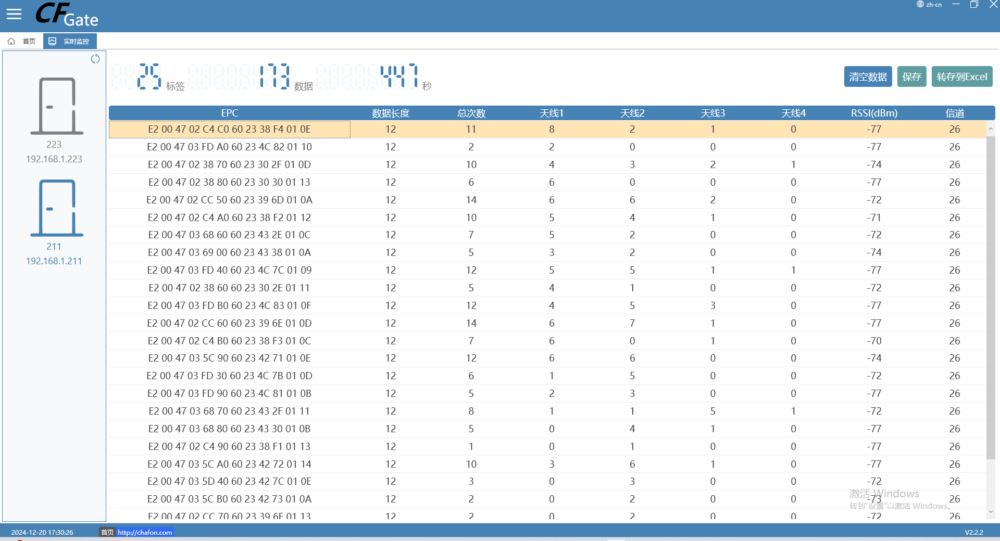 CFGate
zh-cn
首页 实时监控
25 标签 173 数据 447 秒
清空数据 保存 转存到Excel
223
192.168.1.223
211
192.168.1.211
EPC 数据长度 总次数 天线1 天线2 天线3 天线4 RSSI(dBm) 信道
E2 00 47 02 C4 C0 60 23 38 F4 01 0E 12 11 8 2 1 0 -77 26
E2 00 47 03 FD A0 60 23 4C 82 01 10 12 2 2 0 0 0 -77 26
E2 00 47 02 38 70 60 23 30 2F 01 0D 12 10 4 3 2 1 -74 26
E2 00 47 02 38 80 60 23 30 30 01 13 12 6 6 0 0 0 -77 26
E2 00 47 02 CC 50 60 23 39 6D 01 0A 12 14 6 6 2 0 -72 26
E2 00 47 02 C4 A0 60 23 38 F2 01 12 12 10 5 4 1 0 -71 26
E2 00 47 03 68 60 60 23 43 2E 01 0C 12 7 5 2 0 0 -72 26
E2 00 47 03 69 00 60 23 43 38 01 0A 12 5 3 2 0 0 -74 26
E2 00 47 03 FD 40 60 23 4C 7C 01 09 12 12 5 5 1 1 -77 26
E2 00 47 02 38 60 60 23 30 2E 01 11 12 5 4 1 0 0 -72 26
E2 00 47 03 FD B0 60 23 4C 83 01 0F 12 12 4 5 3 0 -77 26
E2 00 47 02 CC 60 60 23 39 6E 01 0D 12 14 6 7 1 0 -77 26
E2 00 47 02 C4 B0 60 23 38 F3 01 0C 12 7 6 0 1 0 -70 26
E2 00 47 03 5C 90 60 23 42 71 01 0E 12 12 6 6 0 0 -74 26
E2 00 47 03 FD 30 60 23 4C 7B 01 0D 12 6 1 5 0 0 -72 26
E2 00 47 03 FD 90 60 23 4C 81 01 0B 12 5 2 3 0 0 -77 26
E2 00 47 03 68 70 60 23 43 2F 01 11 12 8 1 1 5 1 -72 26
E2 00 47 03 68 80 60 23 43 30 01 0B 12 5 0 4 1 0 -77 26
E2 00 47 02 C4 90 60 23 38 F1 01 13 12 1 0 1 0 0 -77 26
E2 00 47 03 5C A0 60 23 42 72 01 14 12 10 3 6 1 0 -77 26
E2 00 47 03 5D 40 60 23 42 7C 01 0E 12 3 0 3 0 0 -72 26
E2 00 47 03 5C B0 60 23 42 73 01 0A 12 2 0 2 0 0 -73 26
E2 00 47 02 CC 70 60 23 39 6F 01 13 12 2 0 2 0 0 -72 26
激活 Windows
转到“设置”以激活 Windows。
2024-12-20 17:30:26 首页 http://chafon.com V2.2.2